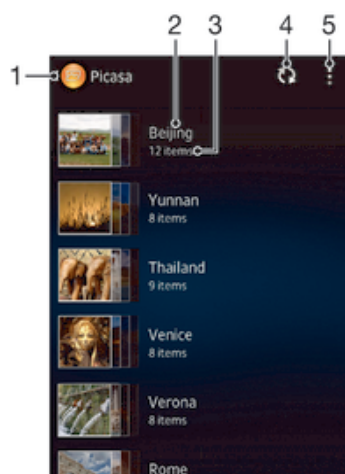 2 3 4 5
1 Picasa
Beijing
12 items
Yunnan
8 items
Thailand
9 items
Venice
8 items
Verona
8 items
Rome